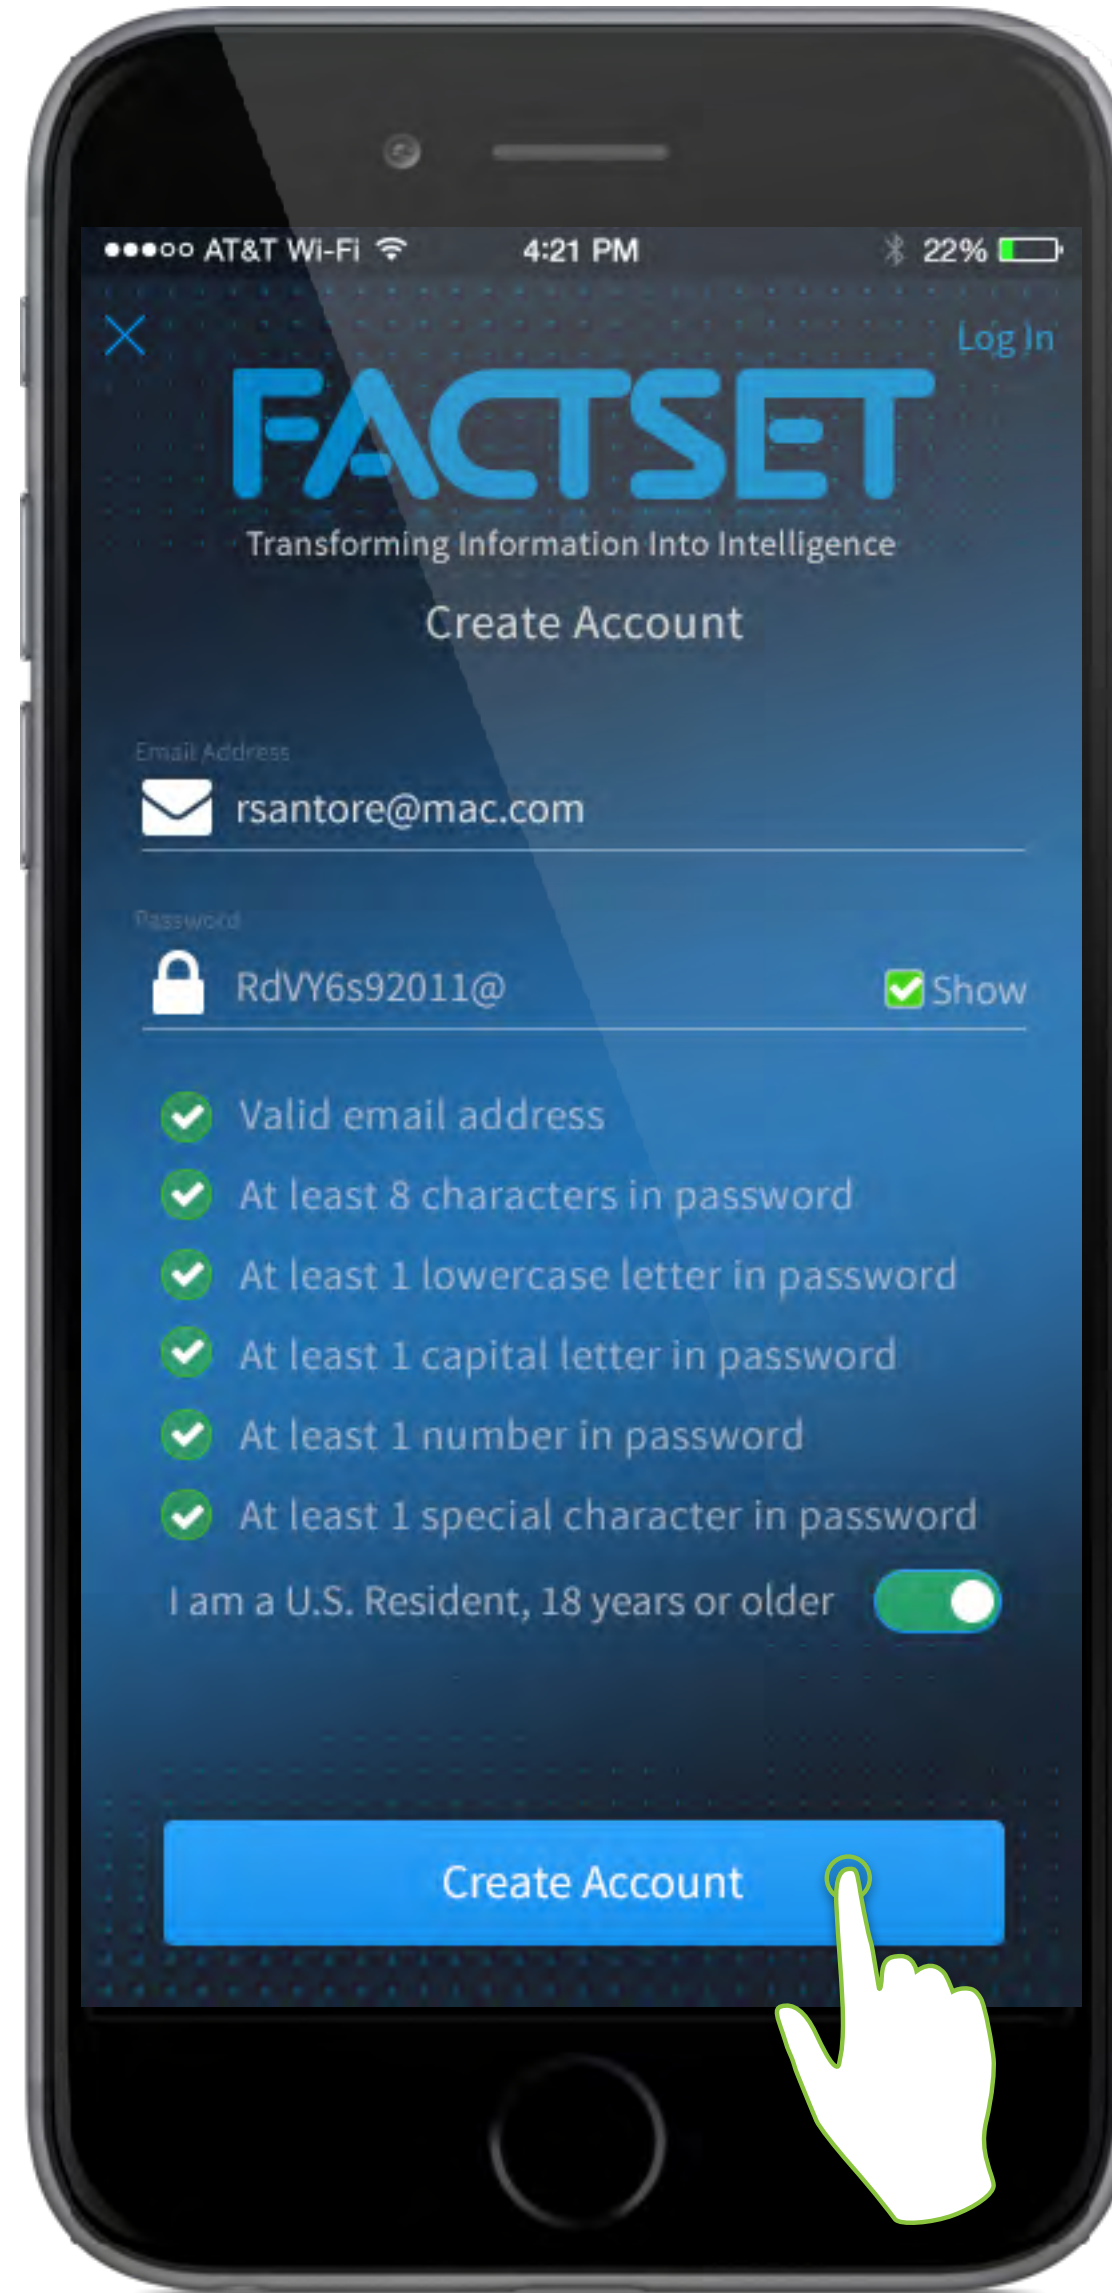 AT&T Wi-Fi 4:21 PM 22%
Log In
FACTSET
Transforming Information Into Intelligence
Create Account
Email Address
rsantore@mac.com
Password
RdVY6s92011@ Show
Valid email address
At least 8 characters in password
At least 1 lowercase letter in password
At least 1 capital letter in password
At least 1 number in password
At least 1 special character in password
I am a U.S. Resident, 18 years or older
Create Account